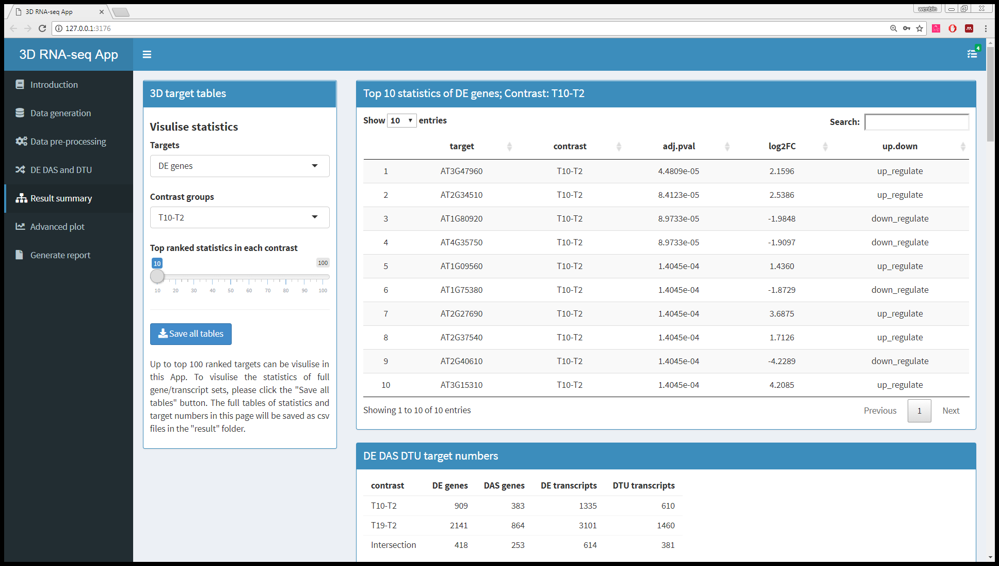 3D RNA-seq App
wenbin
127.0.0.1:3176
3D RNA-seq App
4
Introduction
Data generation
Data pre-processing
DE DAS and DTU
Result summary
Advanced plot
Generate report
3D target tables
Visulise statistics
Targets
DE genes
Contrast groups
T10-T2
Top ranked statistics in each contrast
10 100
10 20 30 40 50 60 70 80 90 100
Save all tables
Up to top 100 ranked targets can be visulise in
this App. To visulise the statistics of full
gene/transcript sets, please click the "Save all
tables" button. The full tables of statistics and
target numbers in this page will be saved as csv
files in the "result" folder.
Top 10 statistics of DE genes; Contrast: T10-T2
Show 10 entries Search:
target contrast adj.pval log2FC up.down
1 AT3G47960 T10-T2 4.4809e-05 2.1596 up_regulate
2 AT2G34510 T10-T2 8.4123e-05 2.5386 up_regulate
3 AT1G80920 T10-T2 8.9733e-05 -1.9848 down_regulate
4 AT4G35750 T10-T2 8.9733e-05 -1.9097 down_regulate
5 AT1G09560 T10-T2 1.4045e-04 1.4360 up_regulate
6 AT1G75380 T10-T2 1.4045e-04 -1.8729 down_regulate
7 AT2G27690 T10-T2 1.4045e-04 3.6875 up_regulate
8 AT2G37540 T10-T2 1.4045e-04 1.7126 up_regulate
9 AT2G40610 T10-T2 1.4045e-04 -4.2289 down_regulate
10 AT3G15310 T10-T2 1.4045e-04 4.2085 up_regulate
Showing 1 to 10 of 10 entries Previous 1 Next
DE DAS DTU target numbers
contrast DE genes DAS genes DE transcripts DTU transcripts
T10-T2 909 383 1335 610
T19-T2 2141 864 3101 1460
Intersection 418 253 614 381